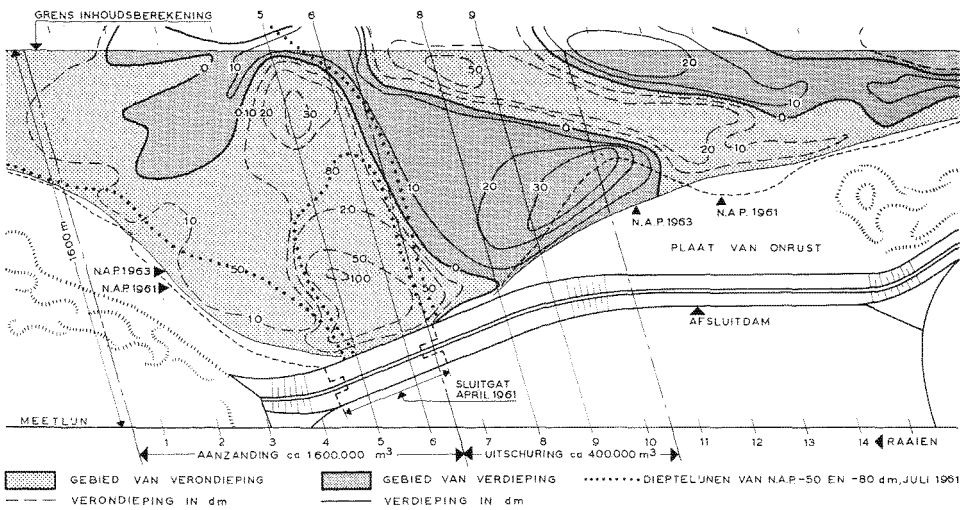 GRENS INHOUDSBEREKENING
5 6 8 9
0 10 50 20
0 10 20 30 0 10 0
80 20 30 20 10
10 20 10
50 50 0 50
100
10
1600m
N.A.P. 1963
N.A.P. 1961
N.A.P. 1963
N.A.P. 1961
PLAAT VAN ONRUST
AFSLUITDAM
SLUITGAT
APRIL 1961
MEETLIJN
1 2 3 4 5 6 7 8 9 10 11 12 13 14 RAAIEN
AANZANDING ca 1600.000 m³ UITSCHURING ca 400.000 m³
GEBIED VAN VERONDIEPING GEBIED VAN VERDIEPING DIEPTELIJNEN VAN N.A.P.-50 EN -80 dm, JULI 1961
VERONDIEPING IN dm VERDIEPING IN dm